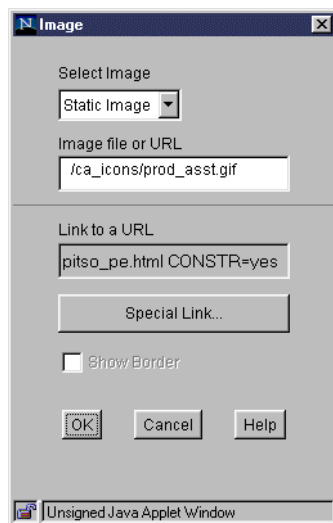 Image
Select Image
Static Image
Image file or URL
/ca_icons/prod_asst.gif
Link to a URL
pitso_pe.html CONSTR=yes
Special Link...
Show Border
OK Cancel Help
Unsigned Java Applet Window